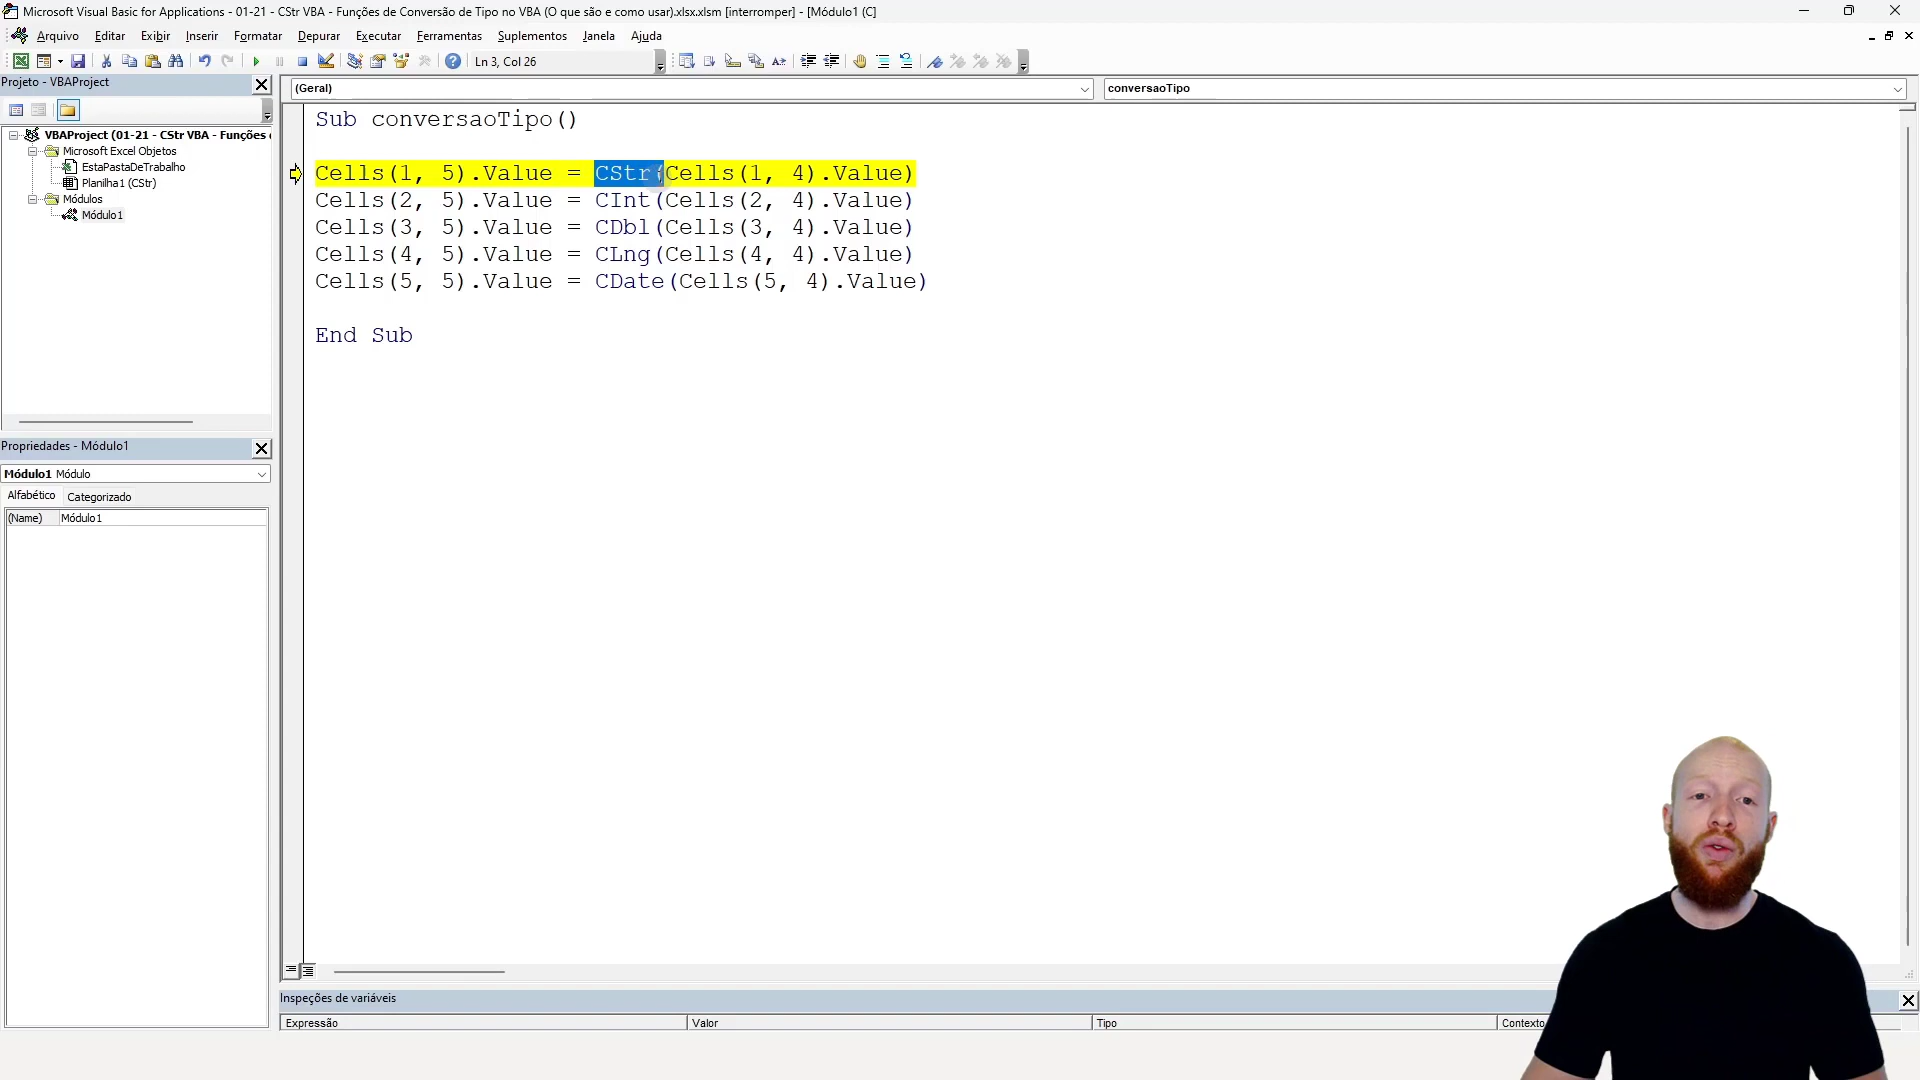 Microsoft Visual Basic for Applications - 01-21 - CStr VBA - Funções de Conversão de Tipo no VBA (O que são e como usar).xlsx.xlsm [interromper] - [Módulo1 (C]
Arquivo Editar Exibir Inserir Formatar Depurar Executar Ferramentas Suplementos Janela Ajuda
Ln 3, Col 26
Projeto - VBAProject
(Geral)
conversaoTipo
VBAProject (01-21 - CStr VBA - Funções
Microsoft Excel Objetos
EstaPastaDeTrabalho
Planilha1 (CStr)
Módulos
Módulo1
Sub conversaoTipo()
Cells(1, 5).Value = CStr(Cells(1, 4).Value)
Cells(2, 5).Value = CInt(Cells(2, 4).Value)
Cells(3, 5).Value = CDbl(Cells(3, 4).Value)
Cells(4, 5).Value = CLng(Cells(4, 4).Value)
Cells(5, 5).Value = CDate(Cells(5, 4).Value)
End Sub
Propriedades - Módulo1
Módulo1 Módulo
Alfabético Categorizado
(Name) Módulo1
Inspeções de variáveis
Expressão Valor Tipo Contexto